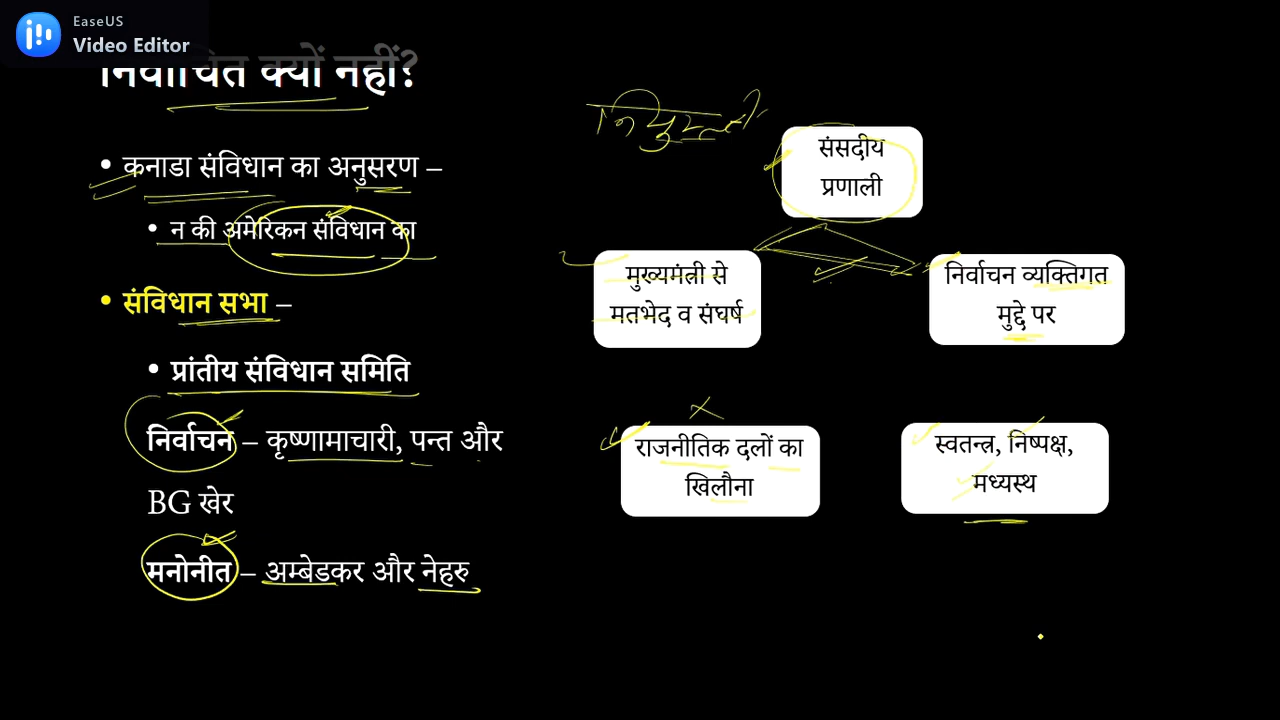 EaseUS
Video Editor
निर्वाचित क्यों नहीं?
• कनाडा संविधान का अनुसरण –
• न की अमेरिकन संविधान का
• संविधान सभा –
• प्रांतीय संविधान समिति
निर्वाचन – कृष्णामाचारी, पन्त और
BG खेर
मनोनीत – अम्बेडकर और नेहरु
संसदीय
प्रणाली
मुख्यमंत्री से
मतभेद व संघर्ष
निर्वाचन व्यक्तिगत
मुद्दे पर
राजनीतिक दलों का
खिलौना
स्वतन्त्र, निष्पक्ष,
मध्यस्थ